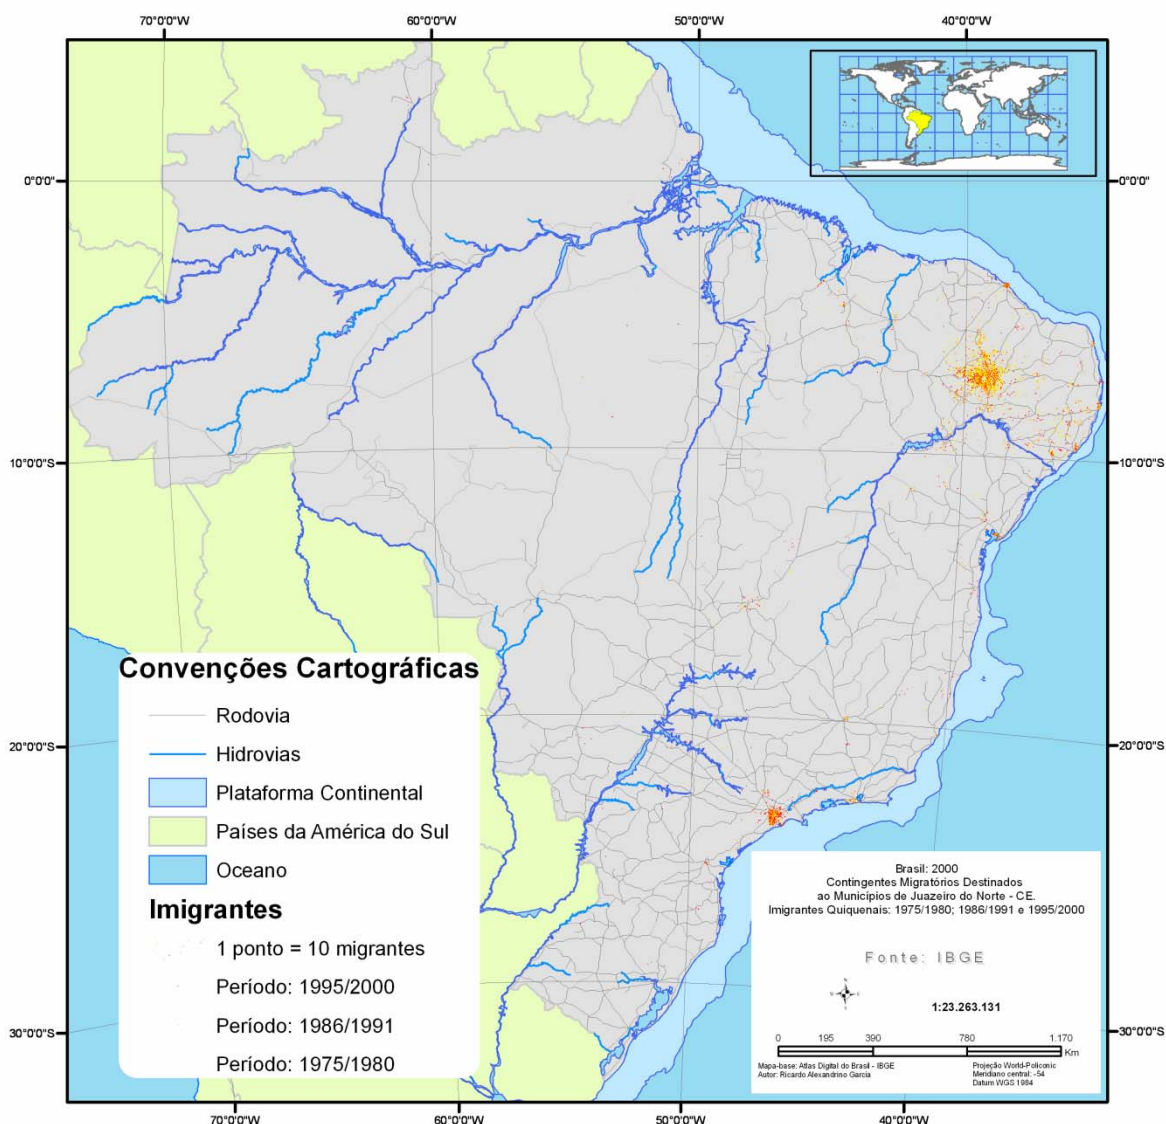 70°0'0"W
60°0'0"W
50°0'0"W
40°0'0"W
0°0'0"
0°0'0"
10°0'0"S
10°0'0"S
Convenções Cartográficas
Rodovia
Hidrovias
20°0'0"S
20°0'0"S
Plataforma Continental
Países da América do Sul
Oceano
Imigrantes
1 ponto = 10 migrantes
Período: 1995/2000
Período: 1986/1991
Período: 1975/1980
30°0'0"S
30°0'0"S
Brasil: 2000
Contingentes Migratórios Destinados
ao Municípios de Juazeiro do Norte - CE.
Imigrantes Quiquenais: 1975/1980; 1986/1991 e 1995/2000
Fonte: IBGE
1:23.263.131
0 195 390 780 1.170
Km
Mapa-base: Atlas Digital do Brasil - IBGE
Autor: Ricardo Alexandrino Garcia
Projeção World-Policonic
Meridiano central: -54
Datum WGS 1984
70°0'0"W
60°0'0"W
50°0'0"W
40°0'0"W